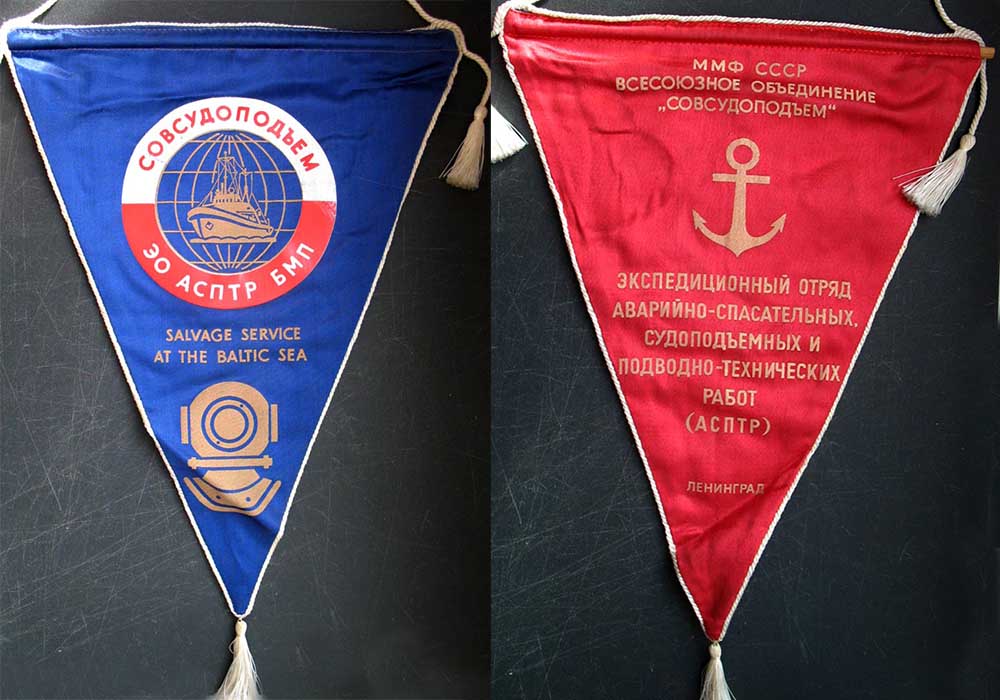 СОВСУДОПОДЪЕМ
ЭО АСПТР БМП
SALVAGE SERVICE
AT THE BALTIC SEA
ММФ СССР
ВСЕСОЮЗНОЕ ОБЪЕДИНЕНИЕ
„СОВСУДОПОДЪЕМ“
ЭКСПЕДИЦИОННЫЙ ОТРЯД
АВАРИЙНО-СПАСАТЕЛЬНЫХ,
СУДОПОДЪЕМНЫХ И
ПОДВОДНО-ТЕХНИЧЕСКИХ
РАБОТ
(АСПТР)
ЛЕНИНГРАД